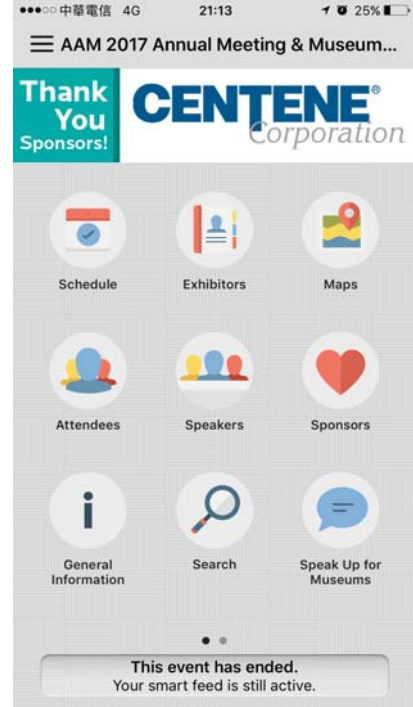 中華電信 4G 21:13 25%
AAM 2017 Annual Meeting & Museum...
Thank
You
Sponsors!
CENTENE®
Corporation
Schedule Exhibitors Maps
Attendees Speakers Sponsors
General
Information
Search
Speak Up for
Museums
This event has ended.
Your smart feed is still active.